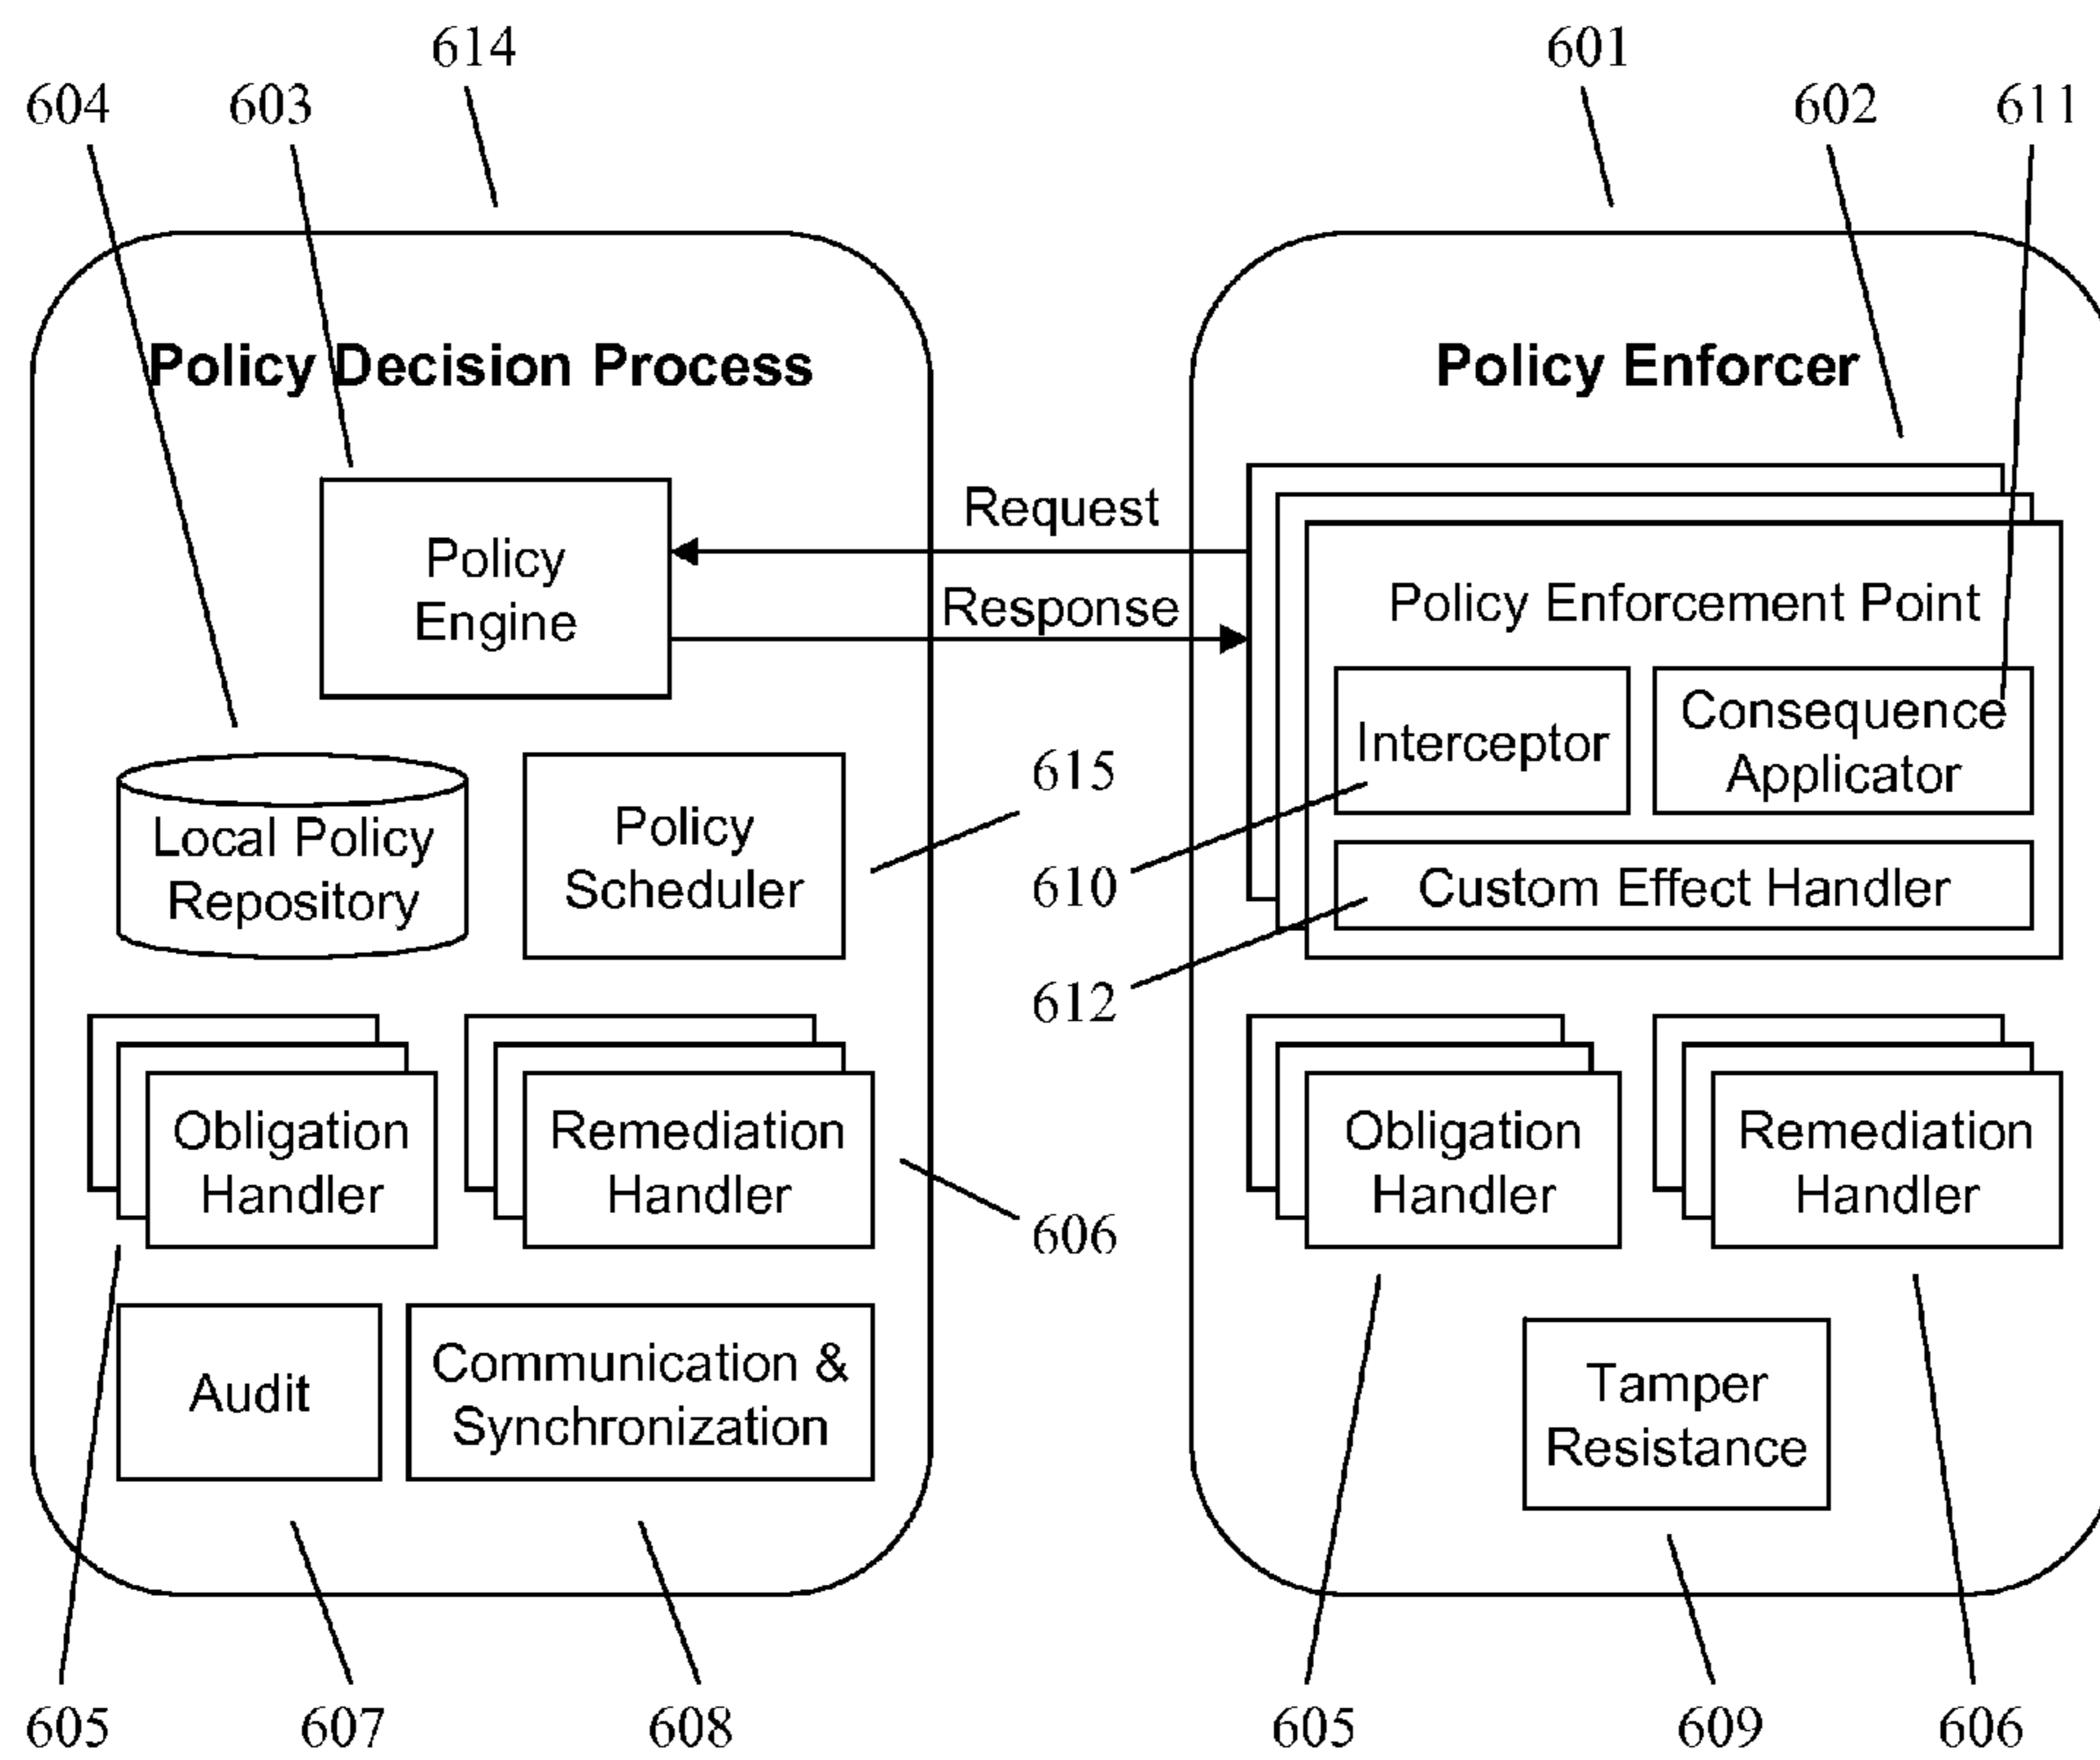 614
601
604
603
602
611
Policy Decision Process
Policy Enforcer
Request
Policy
Engine
Response
Policy Enforcement Point
Interceptor
Consequence
Applicator
Local Policy
Repository
Policy
Scheduler
615
610
Custom Effect Handler
612
Obligation
Handler
Remediation
Handler
606
Obligation
Handler
Remediation
Handler
Audit
Communication &
Synchronization
Tamper
Resistance
605
607
608
605
609
606